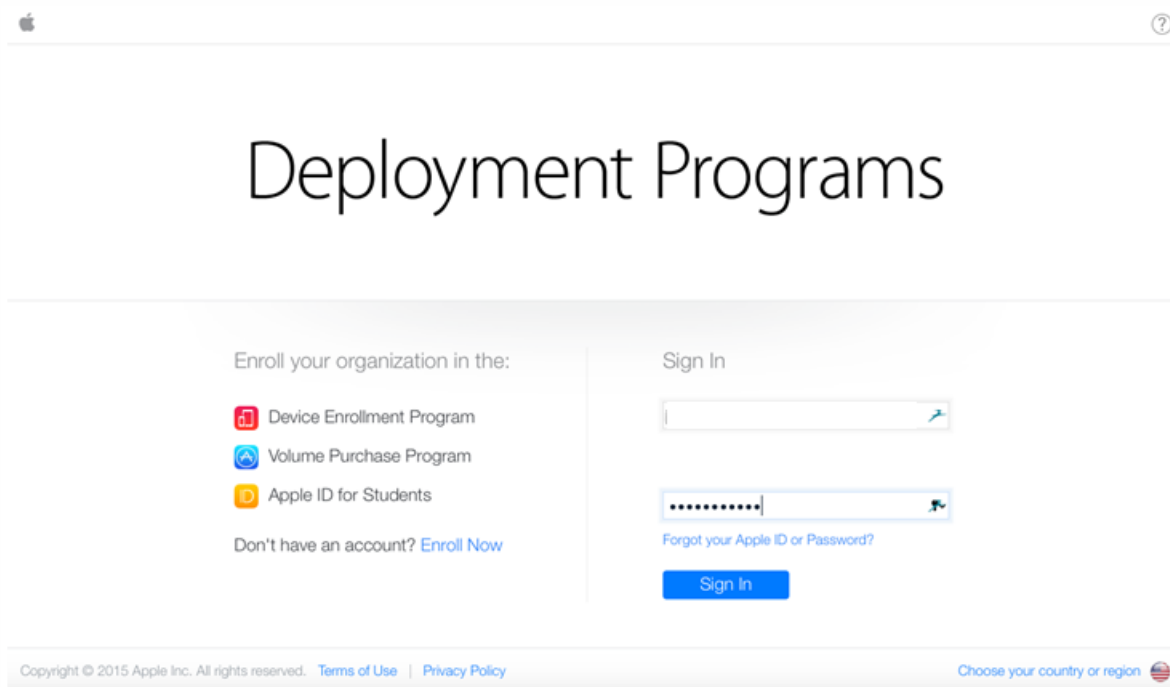 ?
Deployment Programs
Enroll your organization in the:
Device Enrollment Program
Volume Purchase Program
Apple ID for Students
Don't have an account? Enroll Now
Sign In
•••••••••••
Forgot your Apple ID or Password?
Sign In
Copyright © 2015 Apple Inc. All rights reserved. Terms of Use | Privacy Policy
Choose your country or region